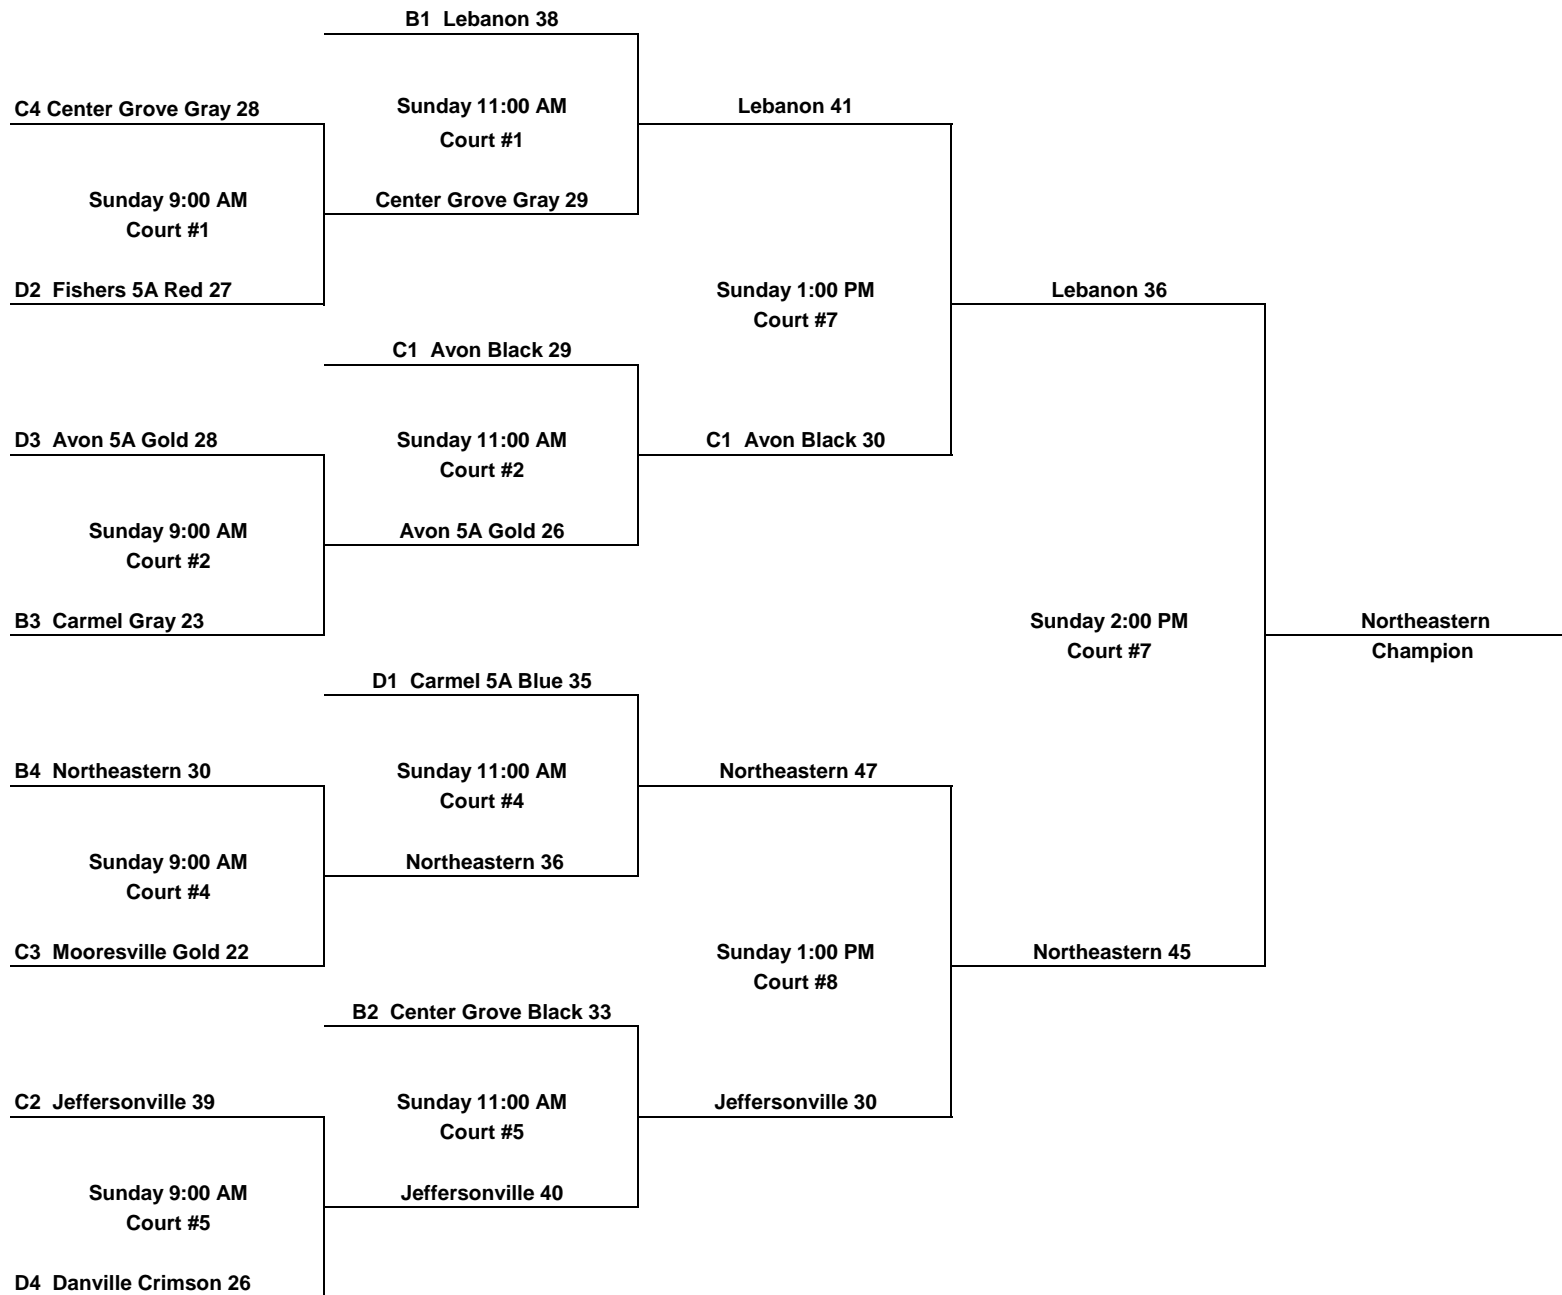 B1  Lebanon 38
C4 Center Grove Gray 28
Sunday 11:00 AM
Lebanon 41
Court #1
Sunday 9:00 AM
Center Grove Gray 29
Court #1
D2  Fishers 5A Red 27
Sunday 1:00 PM
Lebanon 36
Court #7
C1  Avon Black 29
D3  Avon 5A Gold 28
Sunday 11:00 AM
C1  Avon Black 30
Court #2
Sunday 9:00 AM
Avon 5A Gold 26
Court #2
B3  Carmel Gray 23
Sunday 2:00 PM
Northeastern
Court #7
Champion
D1  Carmel 5A Blue 35
B4  Northeastern 30
Sunday 11:00 AM
Northeastern 47
Court #4
Sunday 9:00 AM
Northeastern 36
Court #4
C3  Mooresville Gold 22
Sunday 1:00 PM
Northeastern 45
Court #8
B2  Center Grove Black 33
C2  Jeffersonville 39
Sunday 11:00 AM
Jeffersonville 30
Court #5
Sunday 9:00 AM
Jeffersonville 40
Court #5
D4  Danville Crimson 26